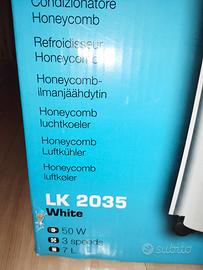 Condizionatore
Honeycomb
Refroidisseur
Honeycomb
Honeycomb-
ilmanjäähdytin
Honeycomb
luchtkoeler
Honeycomb
Luftkühler
Honeycomb
luftkøler
LK 2035
White
50 W
3 speeds
7 L
subito